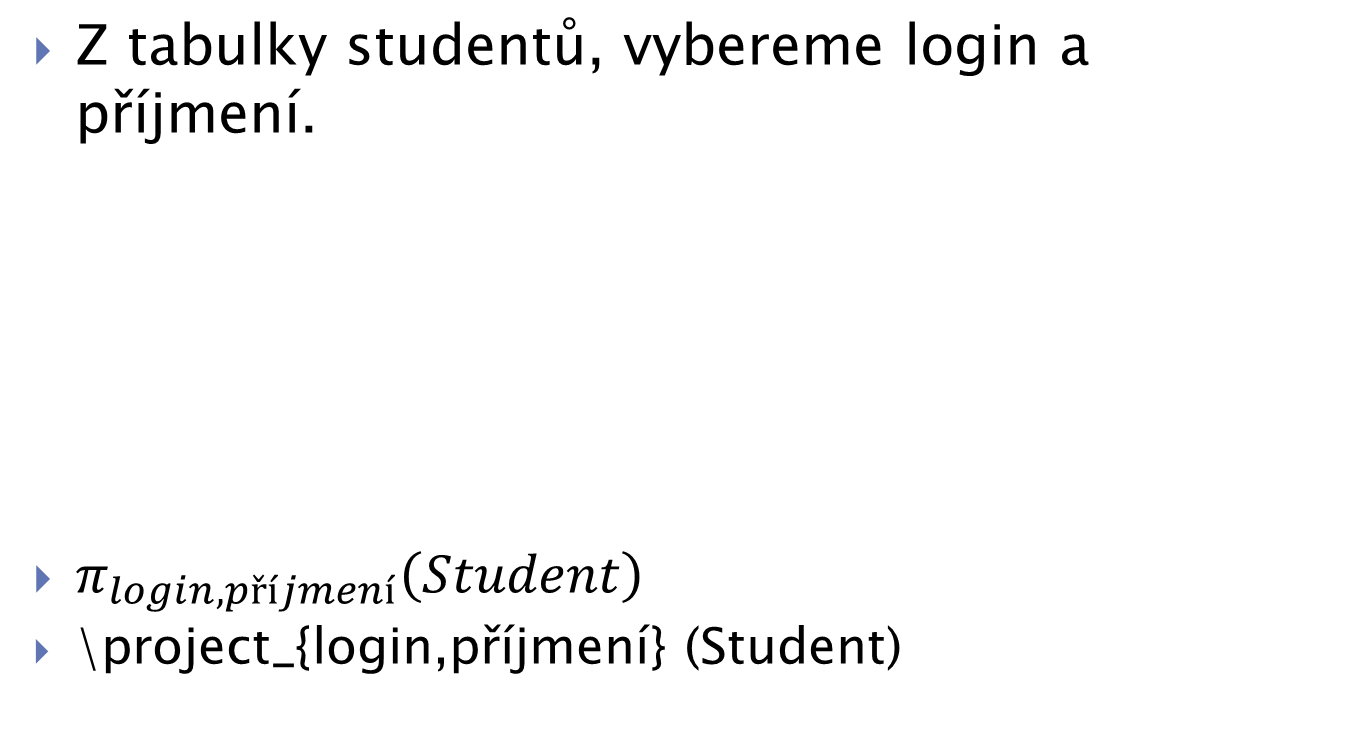 Z tabulky studentů, vybereme login a
příjmení.
π_{login,příjmení}(Student)
\project_{login,příjmení} (Student)